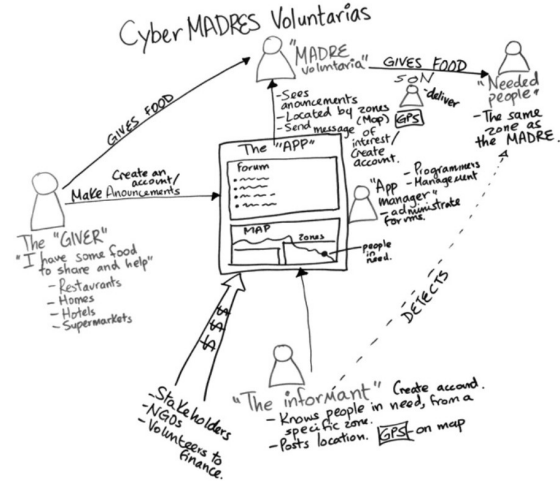 CyberMADRES Voluntarias
"MADRE
Voluntaria"
GIVES FOOD
SON
deliver
GPS
"Needed
people"
- The same
zone as
the MADRE.
GIVES FOOD
- Sees
anouncements
- Located by zones
(Map)
- Send message of
interest/
Create
account.
The "APP"
Forum
MAP
Zones
people
in
need.
"App
manager"
- Programmers
- Management
- administrate
forums.
Create an
account/
Make Anouncements
The "GIVER"
"I have some food
to share and help"
- Restaurants
- Homes
- Hotels
- Supermarkets
$
$
$
- Stakeholders
- NGOs
- Volunteers to
finance.
DETECTS
"The informant" Create account.
- Knows people in need, from a
specific zone.
- Posts location. GPS - on map